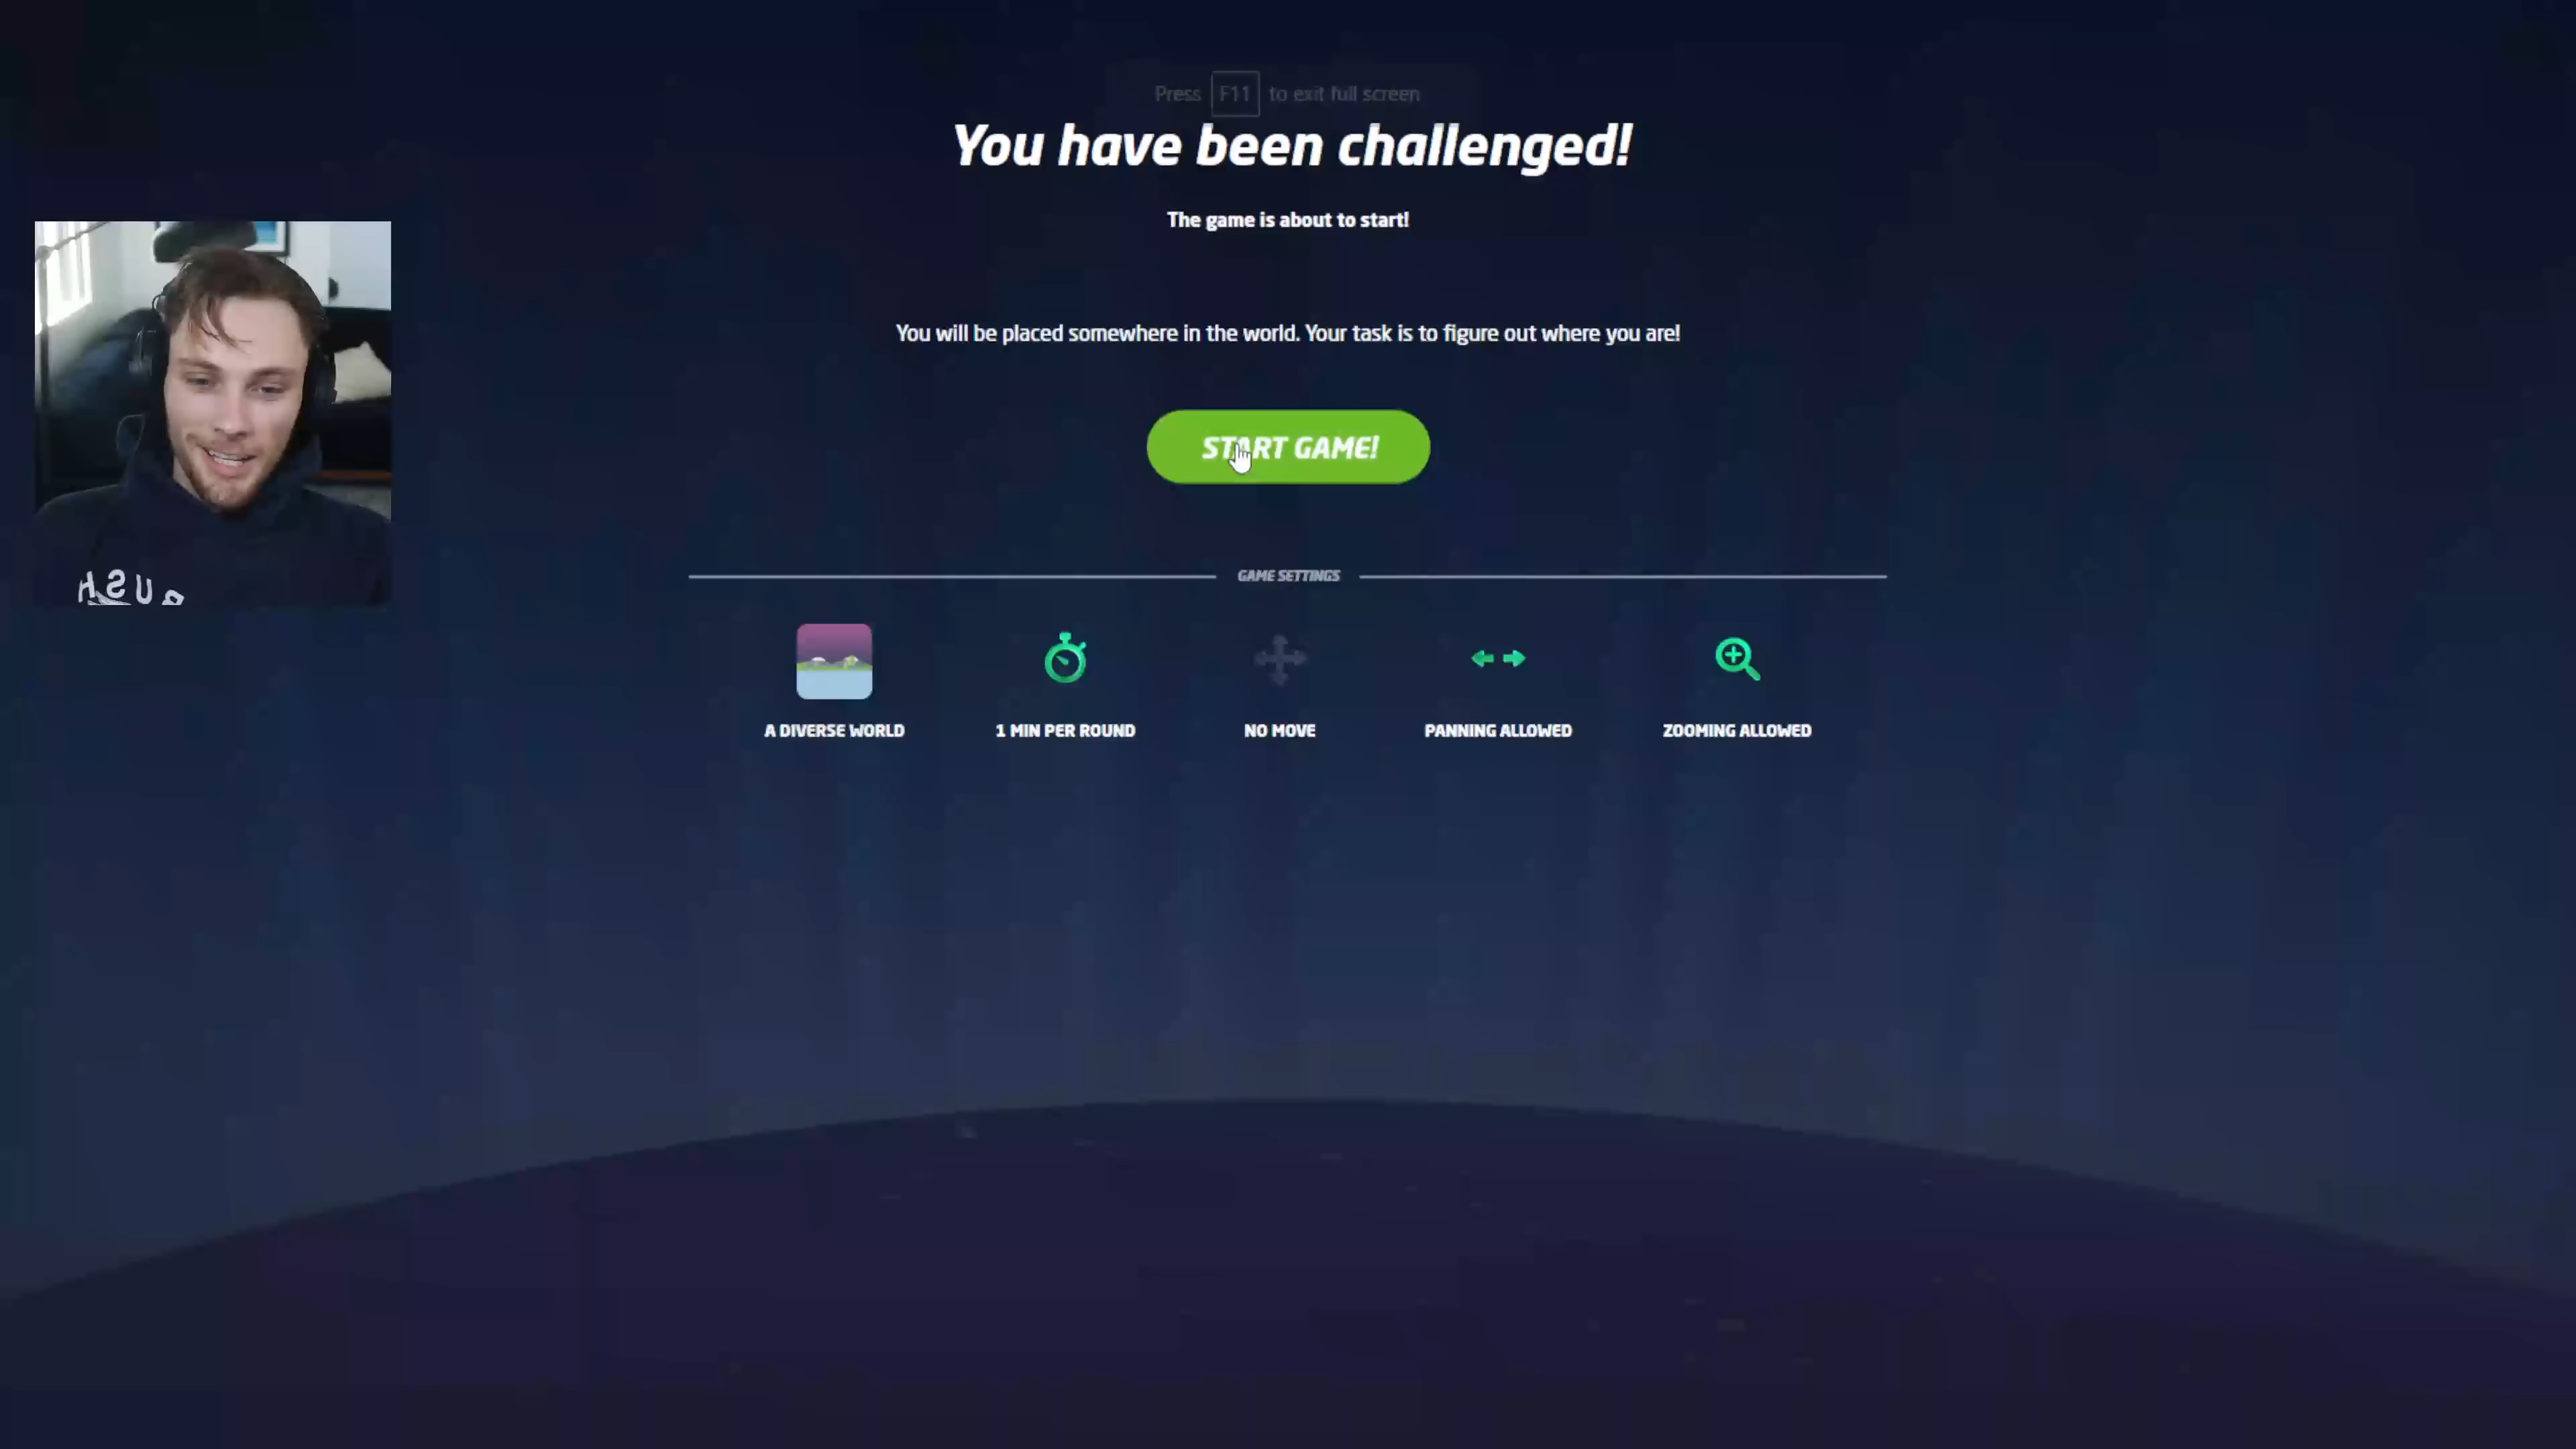 Press F11 to exit full screen
You have been challenged!
The game is about to start!
You will be placed somewhere in the world. Your task is to figure out where you are!
START GAME!
GAME SETTINGS
A DIVERSE WORLD
1 MIN PER ROUND
NO MOVE
PANNING ALLOWED
ZOOMING ALLOWED